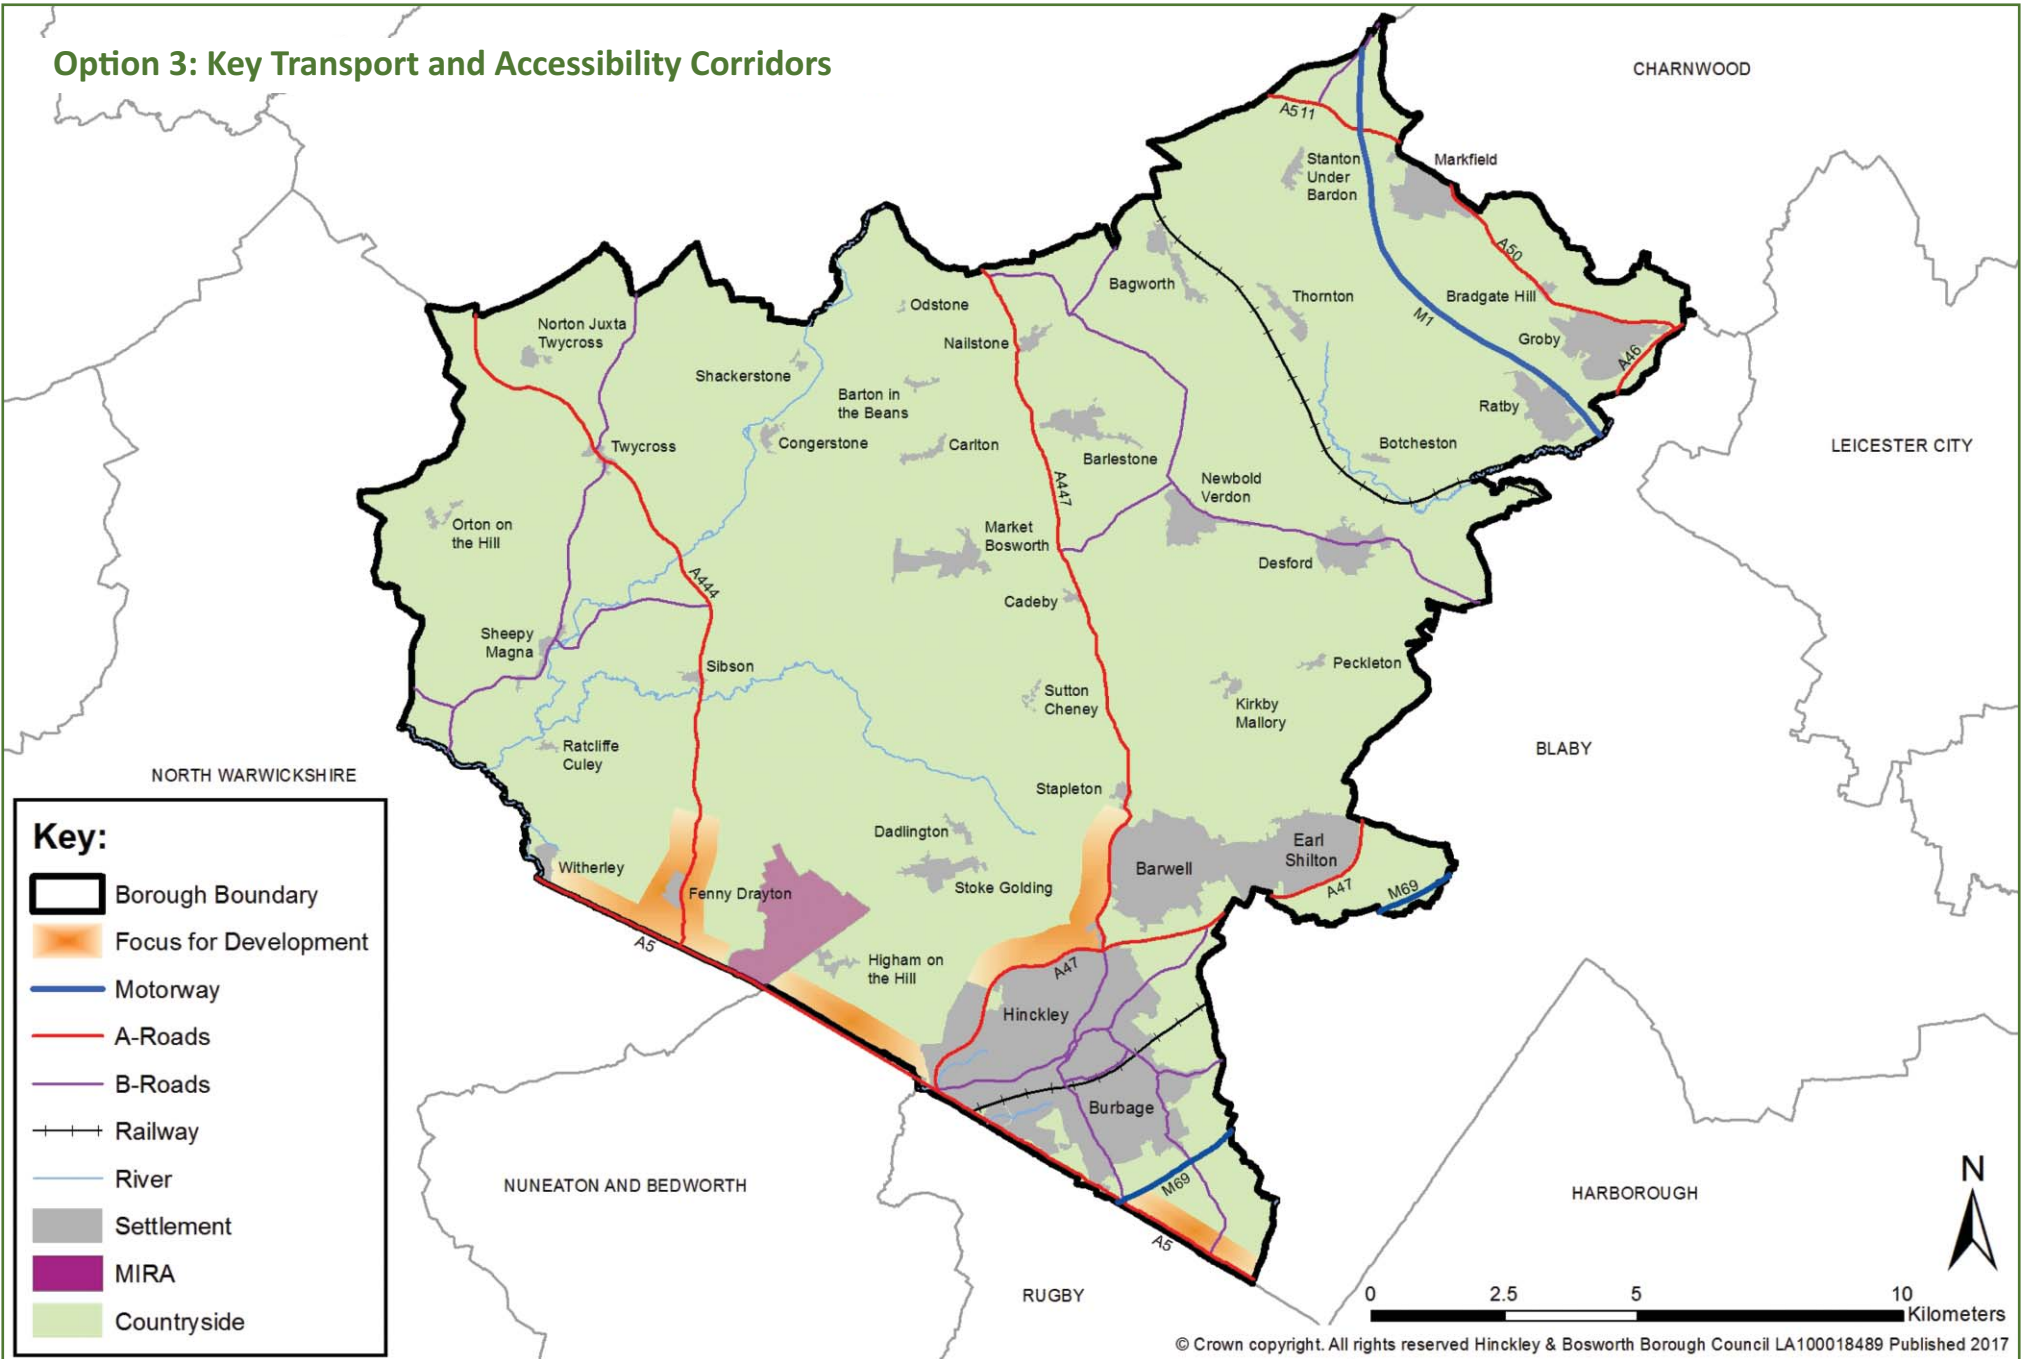 Option 3: Key Transport and Accessibility Corridors
CHARNWOOD
A511
Stanton
Under
Bardon
Markfield
A50
Bagworth
Thornton
Bradgate Hill
M1
Groby
A46
Ratby
Botcheston
LEICESTER CITY
Odstone
Nailstone
Norton Juxta
Twycross
Shackerstone
Barton in
the Beans
Twycross
Congerstone
Carlton
Barlestone
A447
Newbold
Verdon
Orton on
the Hill
Market
Bosworth
Desford
A444
Cadeby
Sheepy
Magna
Sibson
Peckleton
Sutton
Cheney
Kirkby
Mallory
Ratcliffe
Culey
BLABY
NORTH WARWICKSHIRE
Stapleton
Dadlington
Earl
Shilton
Barwell
Witherley
Fenny Drayton
Stoke Golding
A47
M69
A5
Higham on
the Hill
A47
Hinckley
Burbage
M69
A5
NUNEATON AND BEDWORTH
HARBOROUGH
RUGBY
Key:
Borough Boundary
Focus for Development
Motorway
A-Roads
B-Roads
Railway
River
Settlement
MIRA
Countryside
N
0 2.5 5 10
Kilometers
© Crown copyright. All rights reserved Hinckley & Bosworth Borough Council LA100018489 Published 2017